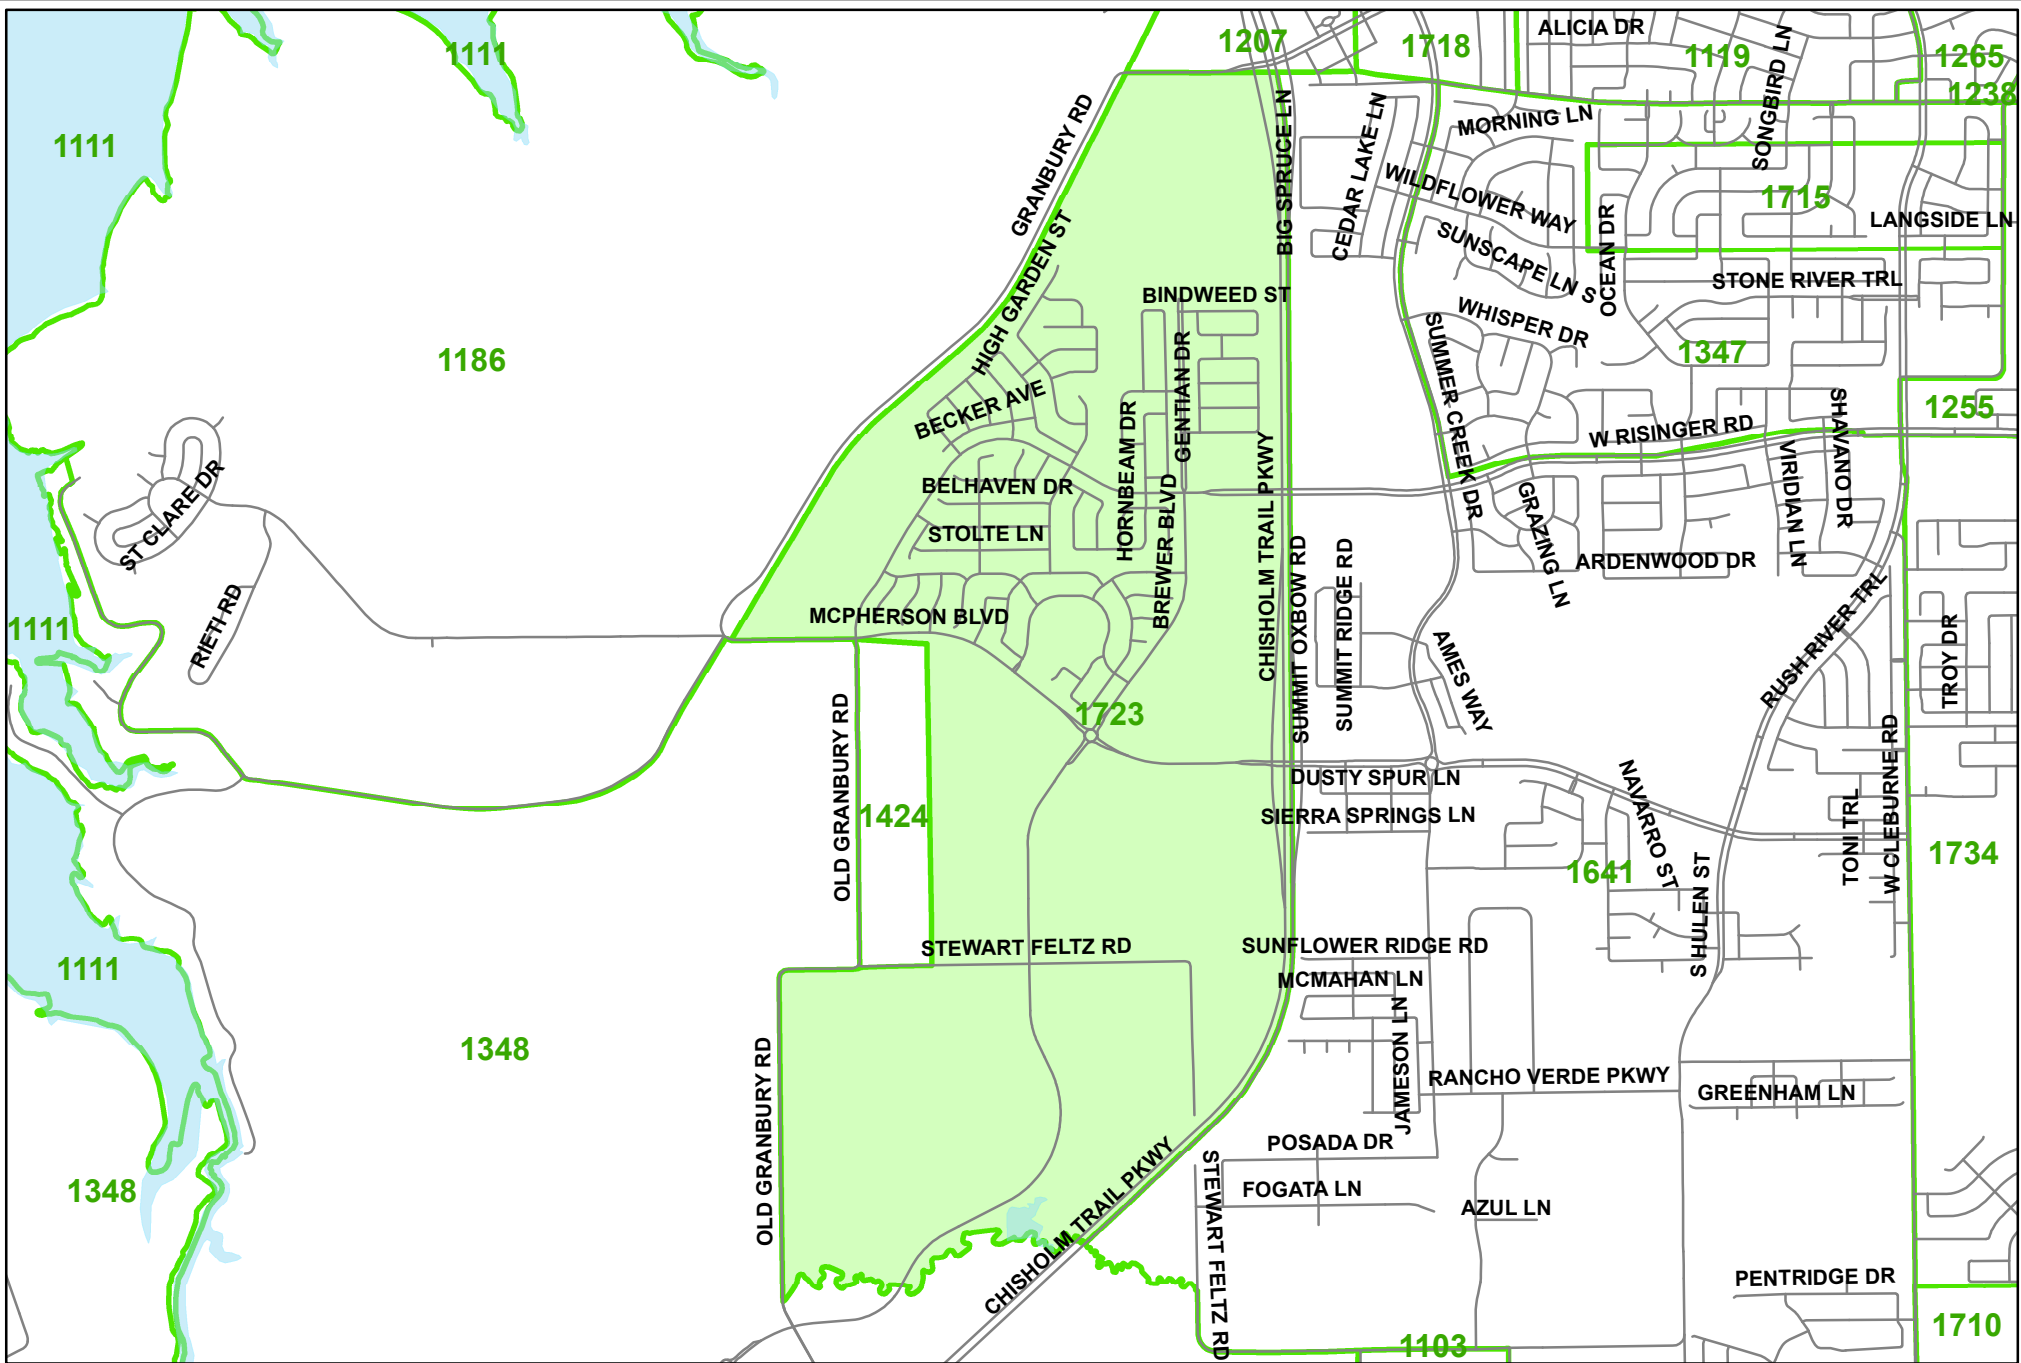 1111
1207
1718
ALICIA DR
1119
SONGBIRD LN
1265
1238
1111
GRANBURY RD
BIG SPRUCE LN
CEDAR LAKE LN
MORNING LN
WILDFLOWER WAY
1715
LANGSIDE LN
OCEAN DR
SUNSCAPE LN S
HIGH GARDEN ST
BINDWEED ST
STONE RIVER TRL
WHISPER DR
1347
1186
GENTIAN DR
SUMMER CREEK DR
BECKER AVE
HORNBEAM DR
1255
W RISINGER RD
SHAVANO DR
VIRIDIAN LN
ST CLARE DR
BELHAVEN DR
STOLTE LN
BREWER BLVD
CHISHOLM TRAIL PKWY
GRAZING LN
ARDENWOOD DR
SUMMIT OXBOW RD
SUMMIT RIDGE RD
1111
RIETI RD
MCPHERSON BLVD
AMES WAY
RUSH RIVER TRL
TROY DR
1723
OLD GRANBURY RD
1424
DUSTY SPUR LN
SIERRA SPRINGS LN
NAVARRO ST
1641
TONI TRL
W CLEBURNE RD
1734
S HULEN ST
STEWART FELTZ RD
SUNFLOWER RIDGE RD
MCMAHAN LN
1111
1348
JAMESON LN
RANCHO VERDE PKWY
GREENHAM LN
OLD GRANBURY RD
POSADA DR
1348
FOGATA LN
AZUL LN
CHISHOLM TRAIL PKWY
STEWART FELTZ RD
PENTRIDGE DR
1103
1710